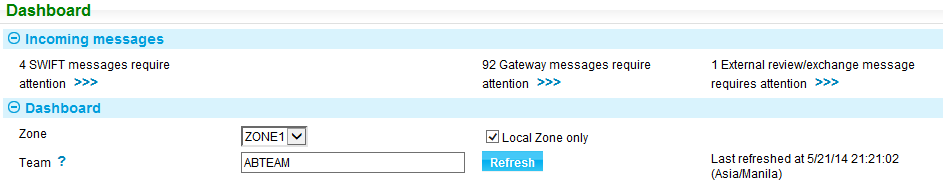 Dashboard
Incoming messages
4 SWIFT messages require
attention >>>
92 Gateway messages require
attention >>>
1 External review/exchange message
requires attention >>>
Dashboard
Zone
ZONE1
Local Zone only
Team ?
ABTEAM
Refresh
Last refreshed at 5/21/14 21:21:02
(Asia/Manila)